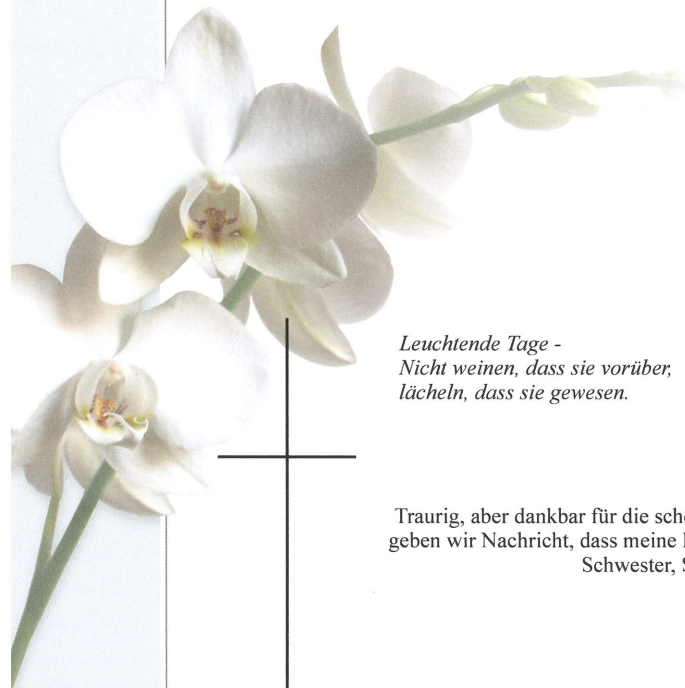 Leuchtende Tage -
Nicht weinen, dass sie vorüber,
lächeln, dass sie gewesen.
Traurig, aber dankbar für die
geben wir Nachricht, dass meine
Schwester,